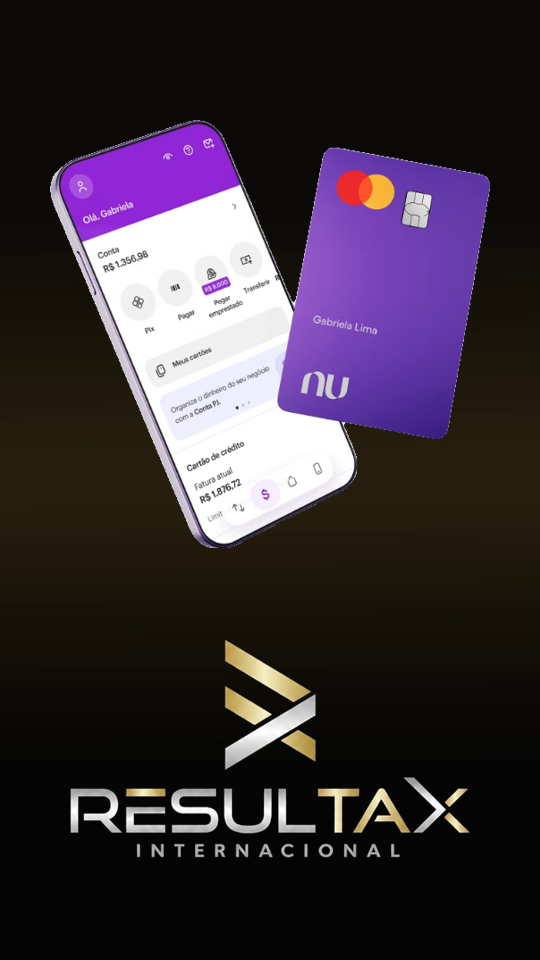 Olá, Gabriela
Conta
R$ 1.356,98
R$ 8.000
Pix
Pagar
Pegar
emprestado
Transferir
Meus cartões
Organize o dinheiro do seu negócio
com a Conta PJ.
Cartão de crédito
Fatura atual
R$ 1.876,72
Limit
Gabriela Lima
nu
RESULTAX
INTERNACIONAL